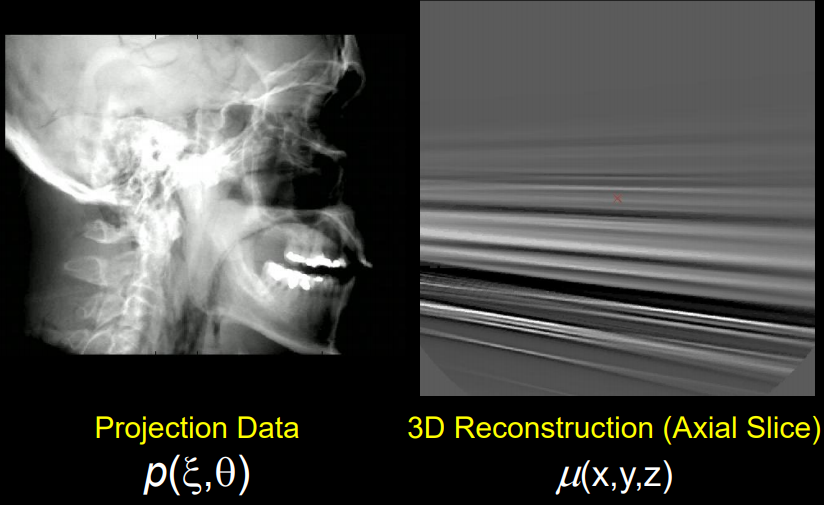 Projection Data
p(ξ,θ)
3D Reconstruction (Axial Slice)
μ(x,y,z)